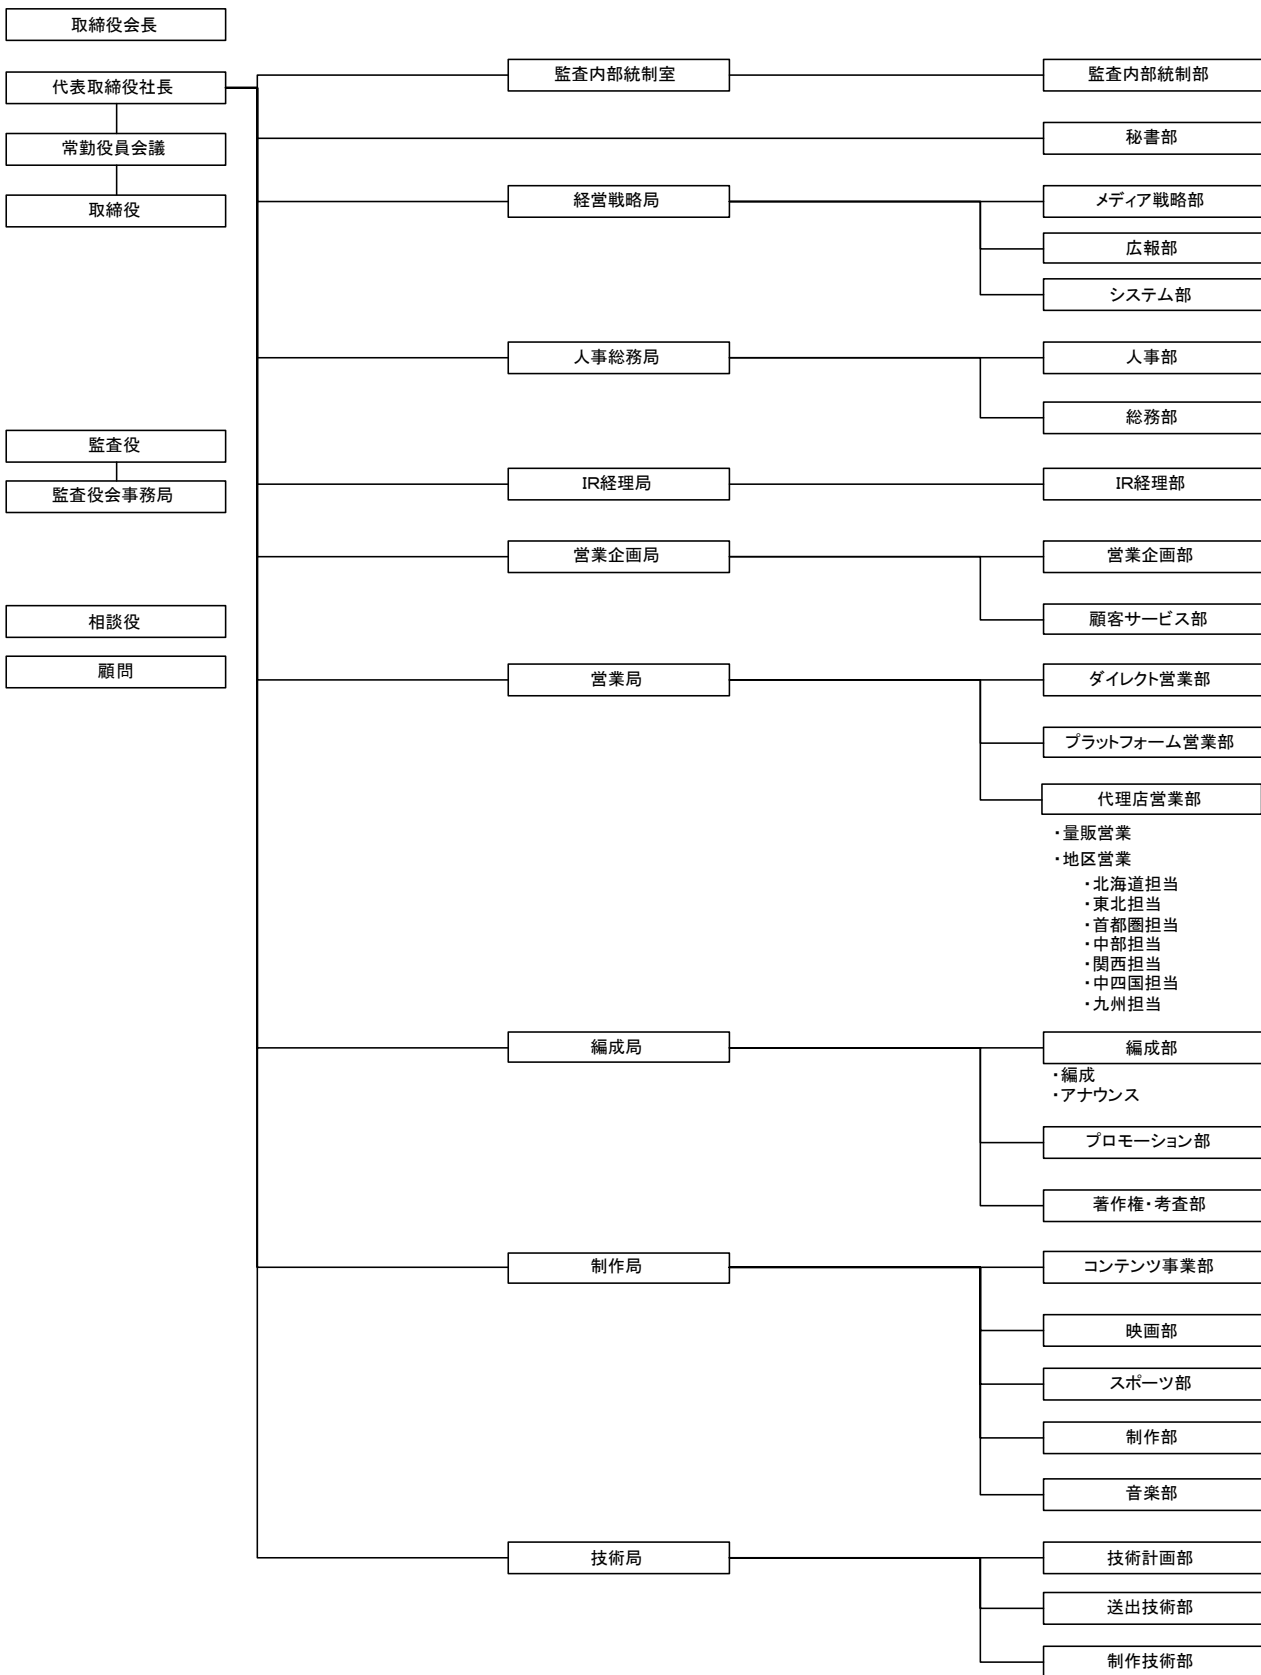 取締役会長
代表取締役社長
常勤役員会議
取締役
監査役
監査役会事務局
相談役
顧問
監査内部統制室
監査内部統制部
秘書部
経営戦略局
メディア戦略部
広報部
システム部
人事総務局
人事部
総務部
IR経理局
IR経理部
営業企画局
営業企画部
顧客サービス部
営業局
ダイレクト営業部
プラットフォーム営業部
代理店営業部
・量販営業
・地区営業
・北海道担当
・東北担当
・首都圏担当
・中部担当
・関西担当
・中四国担当
・九州担当
編成局
編成部
・編成
・アナウンス
プロモーション部
著作権・考査部
制作局
コンテンツ事業部
映画部
スポーツ部
制作部
音楽部
技術局
技術計画部
送出技術部
制作技術部